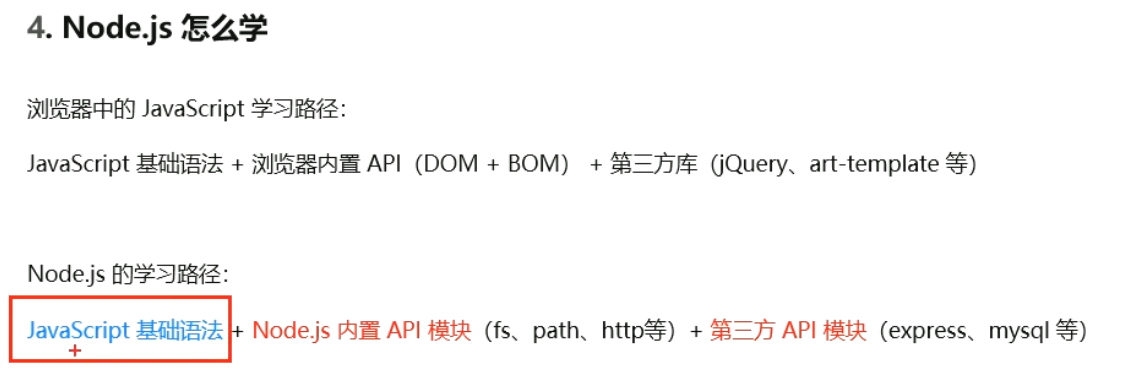 4. Node.js 怎么学
浏览器中的 JavaScript 学习路径：
JavaScript 基础语法 + 浏览器内置 API（DOM + BOM） + 第三方库（jQuery、art-template 等）
Node.js 的学习路径：
JavaScript 基础语法 + Node.js 内置 API 模块（fs、path、http等）+ 第三方 API 模块（express、mysql 等）